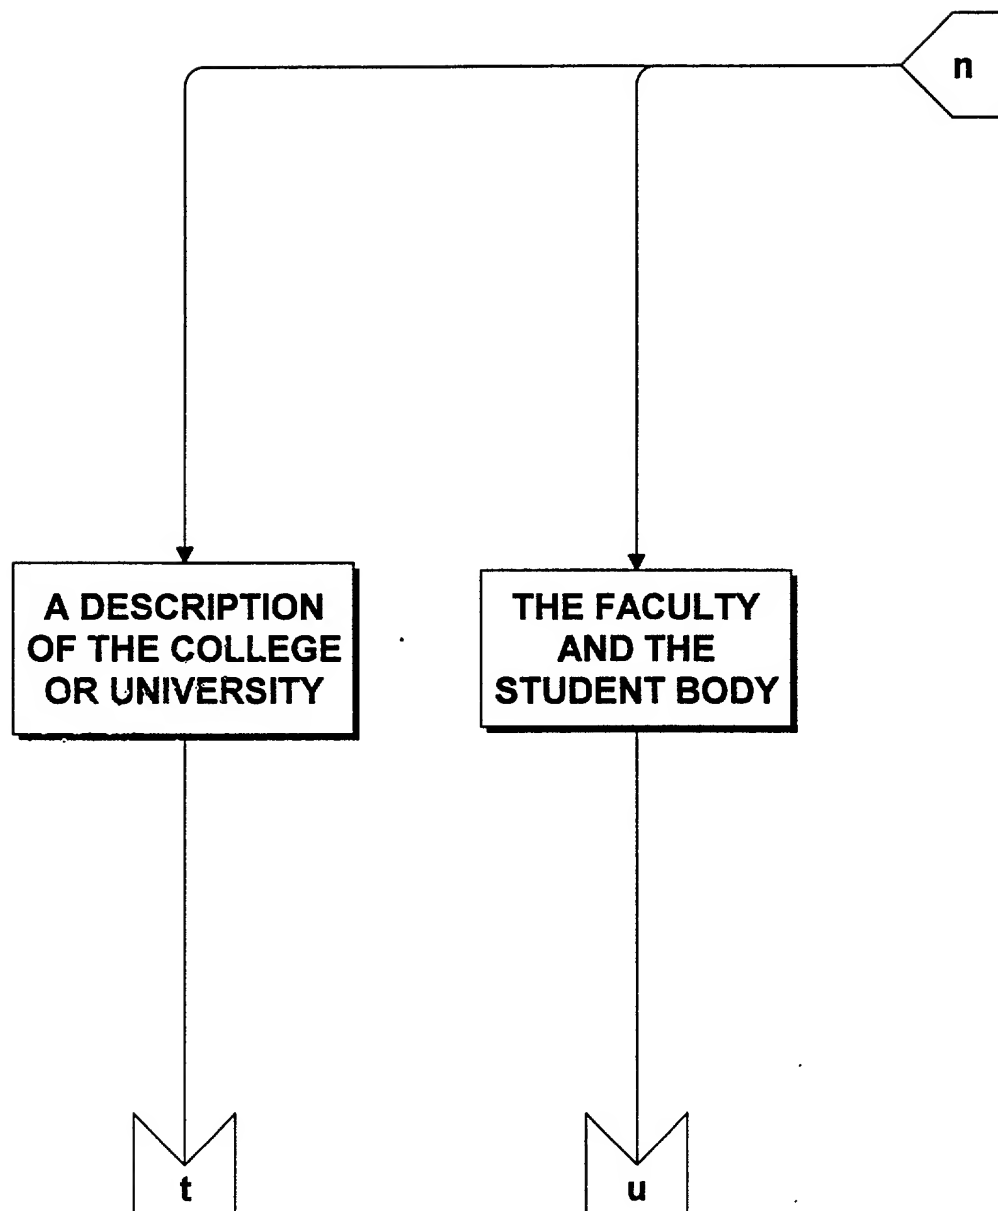 n
A DESCRIPTION
OF THE COLLEGE
OR UNIVERSITY
THE FACULTY
AND THE
STUDENT BODY
t
u